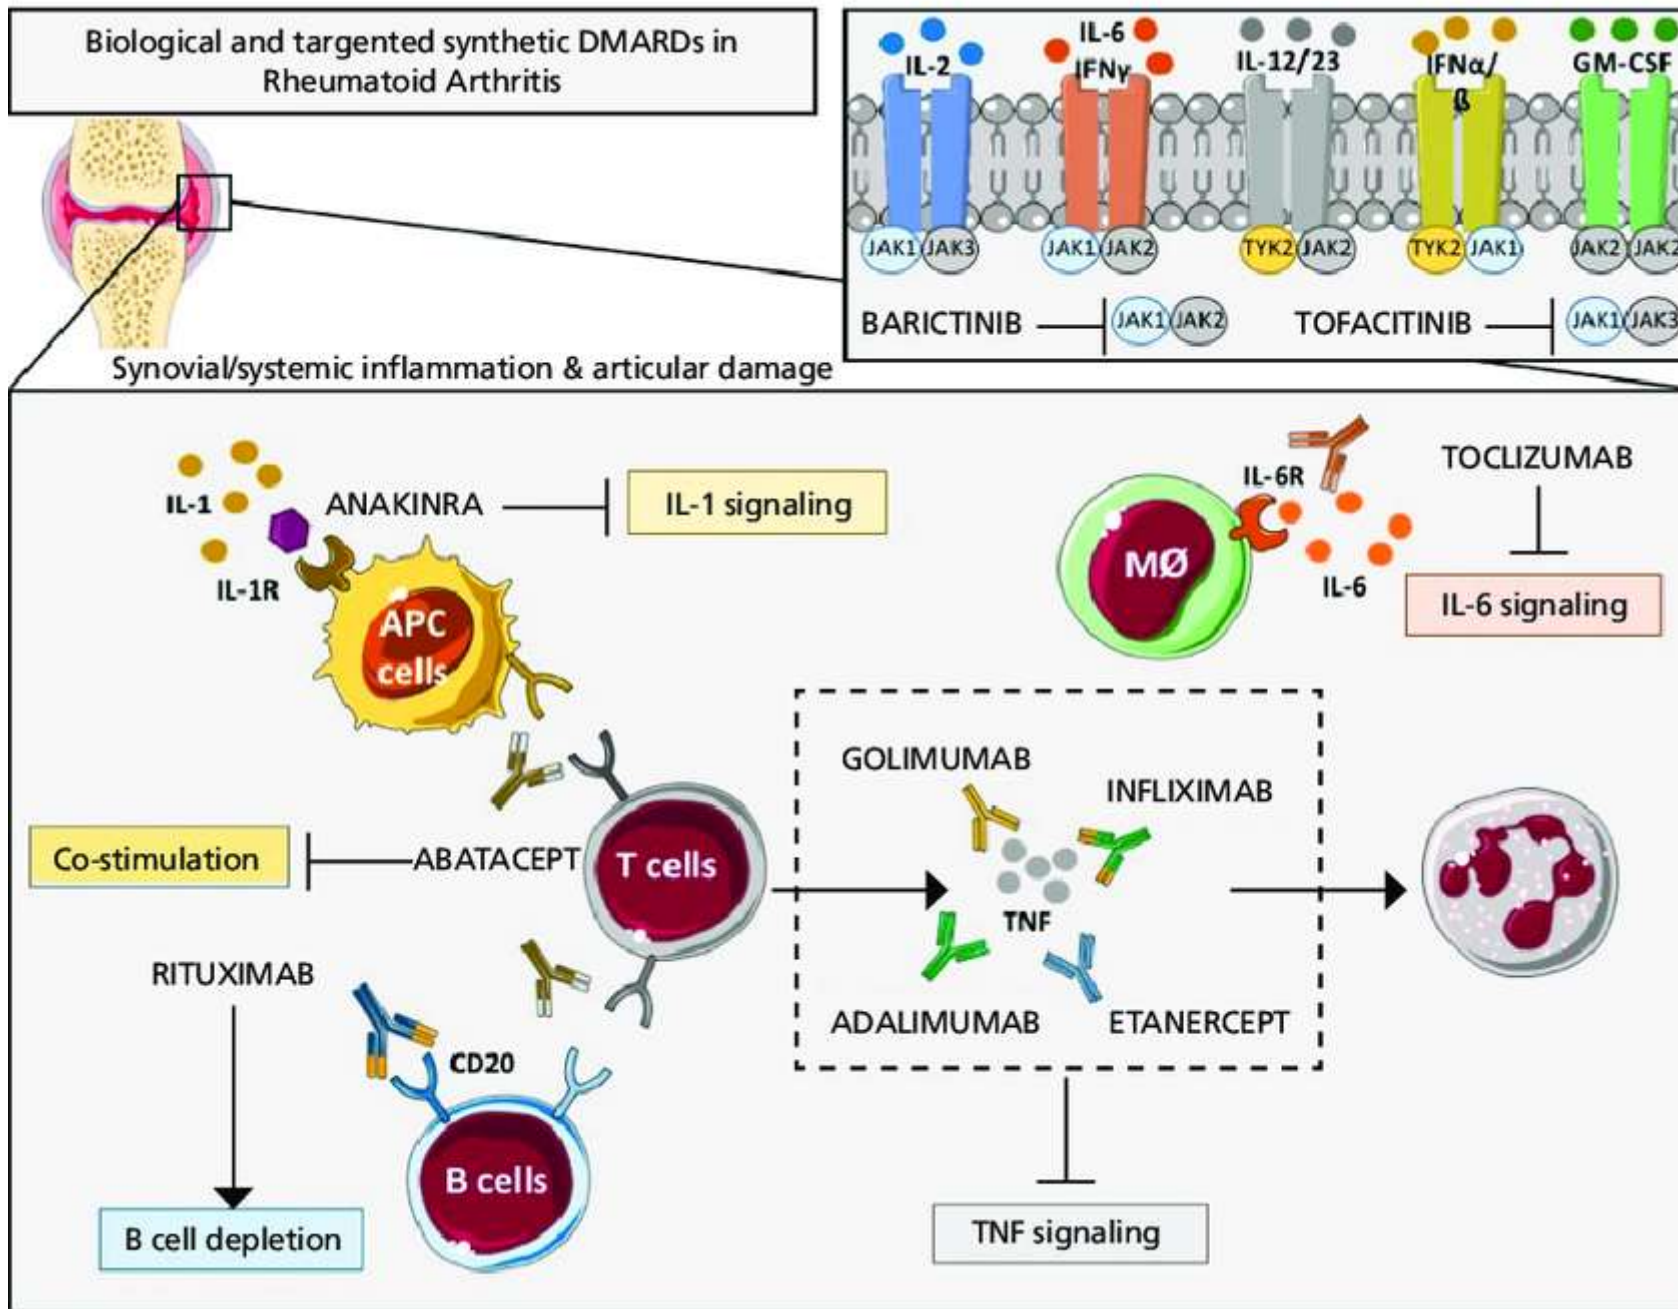 Biological and targented synthetic DMARDs in
Rheumatoid Arthritis
IL-2
IL-6
IFNγ
IL-12/23
IFNα/
ß
GM-CSF
JAK1 JAK3
JAK1 JAK2
TYK2 JAK2
TYK2 JAK1
JAK2 JAK2
BARICTINIB
JAK1 JAK2
TOFACITINIB
JAK1 JAK3
Synovial/systemic inflammation & articular damage
IL-1
ANAKINRA
IL-1 signaling
IL-1R
APC
cells
IL-6R
TOCLIZUMAB
MØ
IL-6
IL-6 signaling
Co-stimulation
ABATACEPT
T cells
GOLIMUMAB
INFLIXIMAB
TNF
ADALIMUMAB
ETANERCEPT
RITUXIMAB
CD20
B cells
B cell depletion
TNF signaling